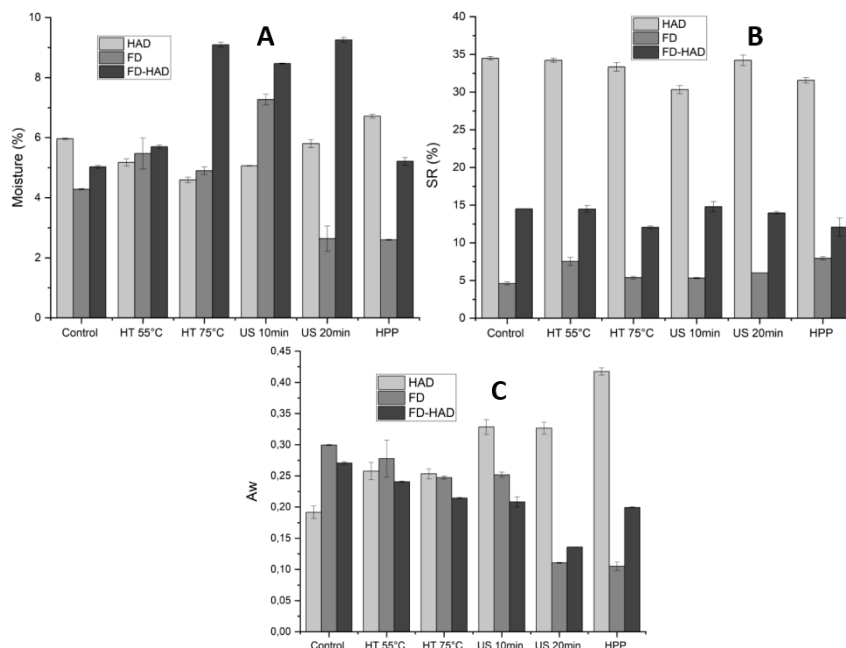 A
HAD
FD
FD-HAD
Moisture (%)
10
8
6
4
2
0
Control HT 55°C HT 75°C US 10min US 20min HPP
B
HAD
FD
FD-HAD
SR (%)
40
35
30
25
20
15
10
5
0
Control HT 55°C HT 75°C US 10min US 20min HPP
C
HAD
FD
FD-HAD
Aw
0,45
0,40
0,35
0,30
0,25
0,20
0,15
0,10
0,05
0,00
Control HT 55°C HT 75°C US 10min US 20min HPP